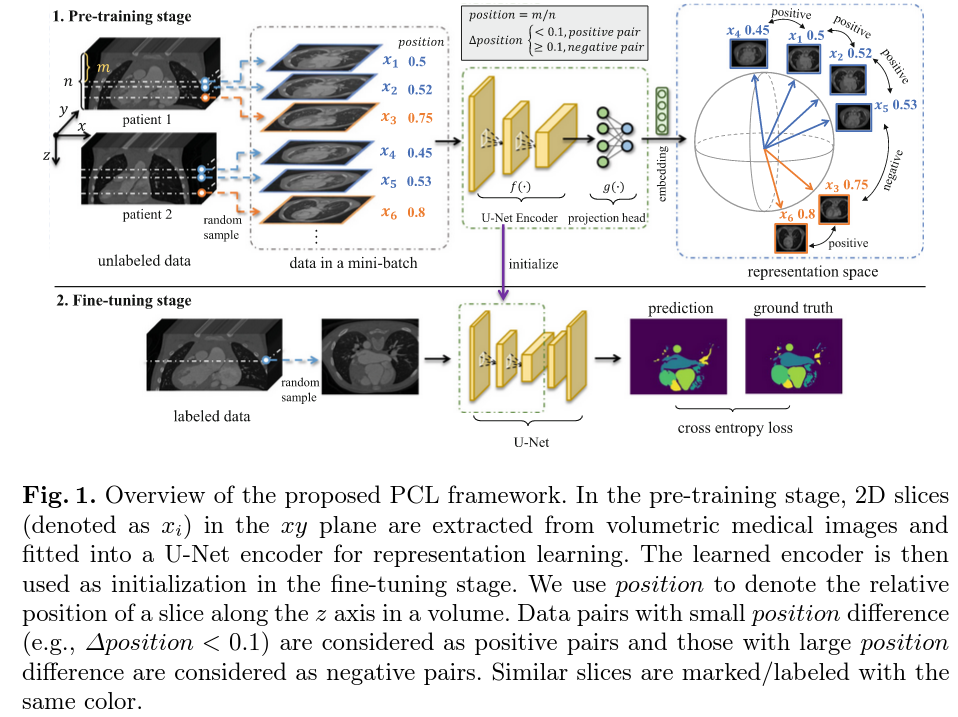 1. Pre-training stage
position = m/n
Δposition { < 0.1, positive pair
≥ 0.1, negative pair
position
x1 0.5
x2 0.52
x3 0.75
x4 0.45
x5 0.53
x6 0.8
⋮
m
n
y
x
z
patient 1
patient 2
random
sample
unlabeled data
data in a mini-batch
f(·)
g(·)
U-Net Encoder
projection head
embedding
x4 0.45
positive
x1 0.5
positive
x2 0.52
positive
x5 0.53
negative
x3 0.75
x6 0.8
positive
representation space
initialize
2. Fine-tuning stage
random
sample
labeled data
U-Net
prediction
ground truth
cross entropy loss
Fig. 1. Overview of the proposed PCL framework. In the pre-training stage, 2D slices
(denoted as xi) in the xy plane are extracted from volumetric medical images and
fitted into a U-Net encoder for representation learning. The learned encoder is then
used as initialization in the fine-tuning stage. We use position to denote the relative
position of a slice along the z axis in a volume. Data pairs with small position difference
(e.g., Δposition < 0.1) are considered as positive pairs and those with large position
difference are considered as negative pairs. Similar slices are marked/labeled with the
same color.